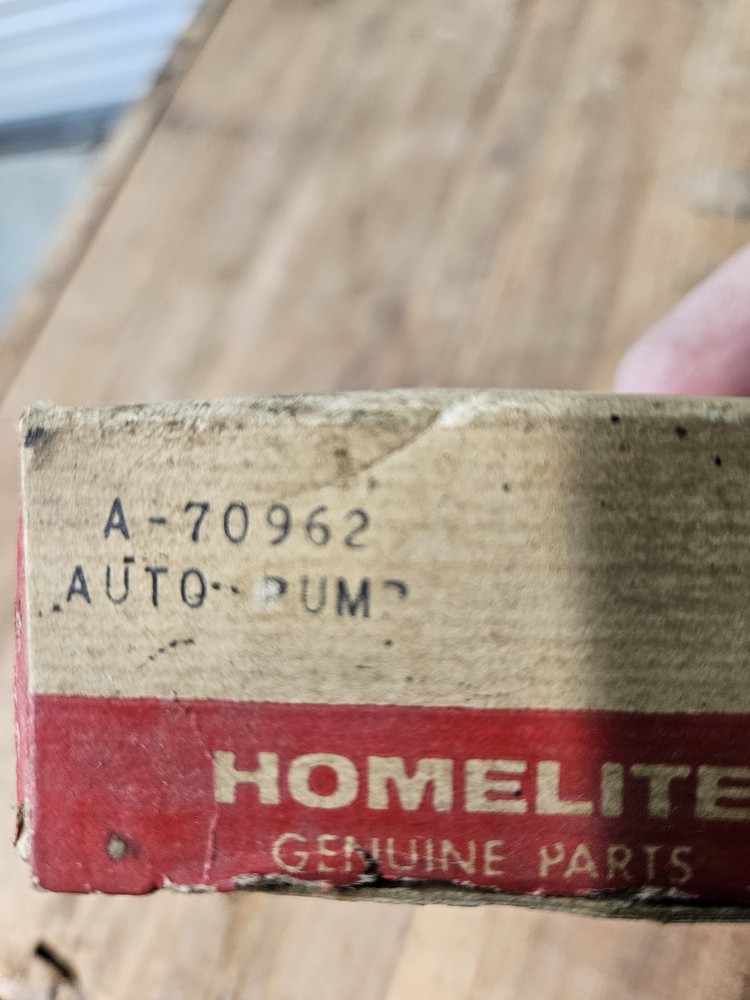 A-70962
AUTO PUMP
HOMELITE
GENUINE PARTS